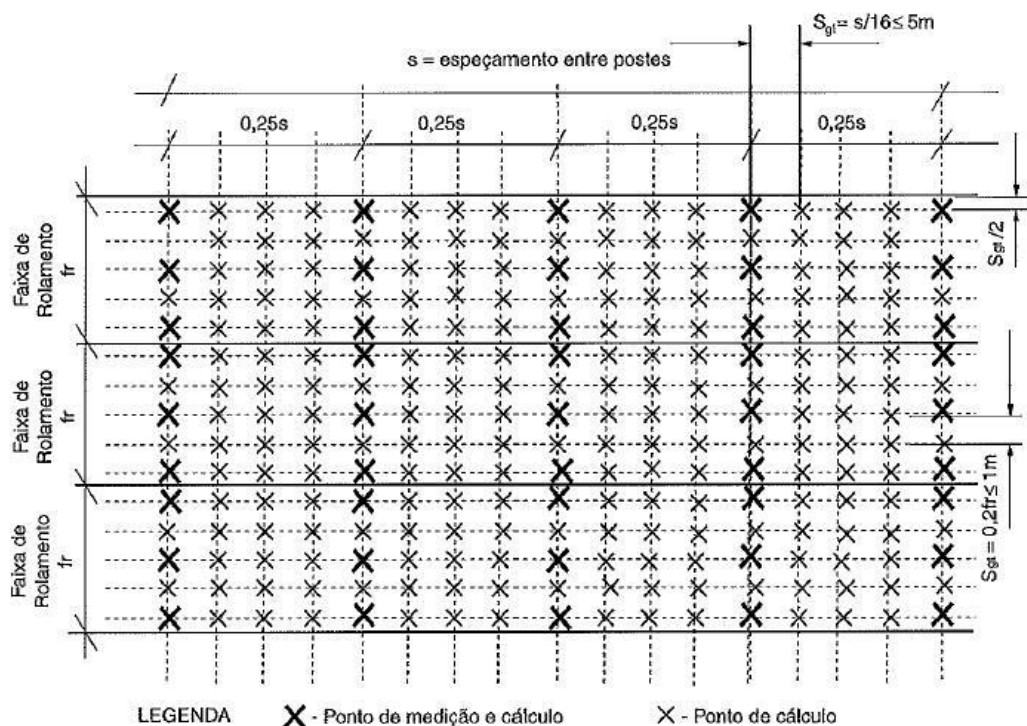 Sgl= s/16≤ 5m
s = espeçamento entre postes
0,25s
0,25s
0,25s
0,25s
Sgt/2
Faixa de
Rolamento
fr
Faixa de
Rolamento
fr
Faixa de
Rolamento
fr
Sgt = 0,2fr≤ 1m
LEGENDA
X - Ponto de medição e cálculo
X - Ponto de cálculo